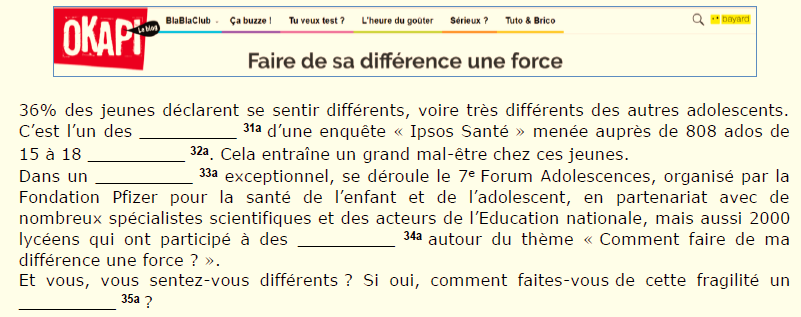 OKAPI Le blog BlaBlaClub Ça buzze ! Tu veux test ? L'heure du goûter Sérieux ? Tuto & Brico bayard
Faire de sa différence une force
36% des jeunes déclarent se sentir différents, voire très différents des autres adolescents.
C'est l'un des ___________ 31a d'une enquête « Ipsos Santé » menée auprès de 808 ados de
15 à 18 ___________ 32a. Cela entraîne un grand mal-être chez ces jeunes.
Dans un ___________ 33a exceptionnel, se déroule le 7e Forum Adolescences, organisé par la
Fondation Pfizer pour la santé de l'enfant et de l'adolescent, en partenariat avec de
nombreux spécialistes scientifiques et des acteurs de l'Education nationale, mais aussi 2000
lycéens qui ont participé à des ___________ 34a autour du thème « Comment faire de ma
différence une force ? ».
Et vous, vous sentez-vous différents ? Si oui, comment faites-vous de cette fragilité un
___________ 35a ?